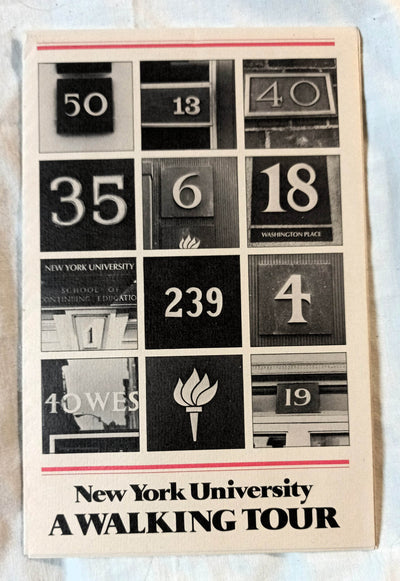 50
13
40
35
6
18
WASHINGTON PLACE
NEW YORK UNIVERSITY
SCHOOL OF
CONTINUING EDUCATION
1
239
4
40 WES
19
New York University
A WALKING TOUR